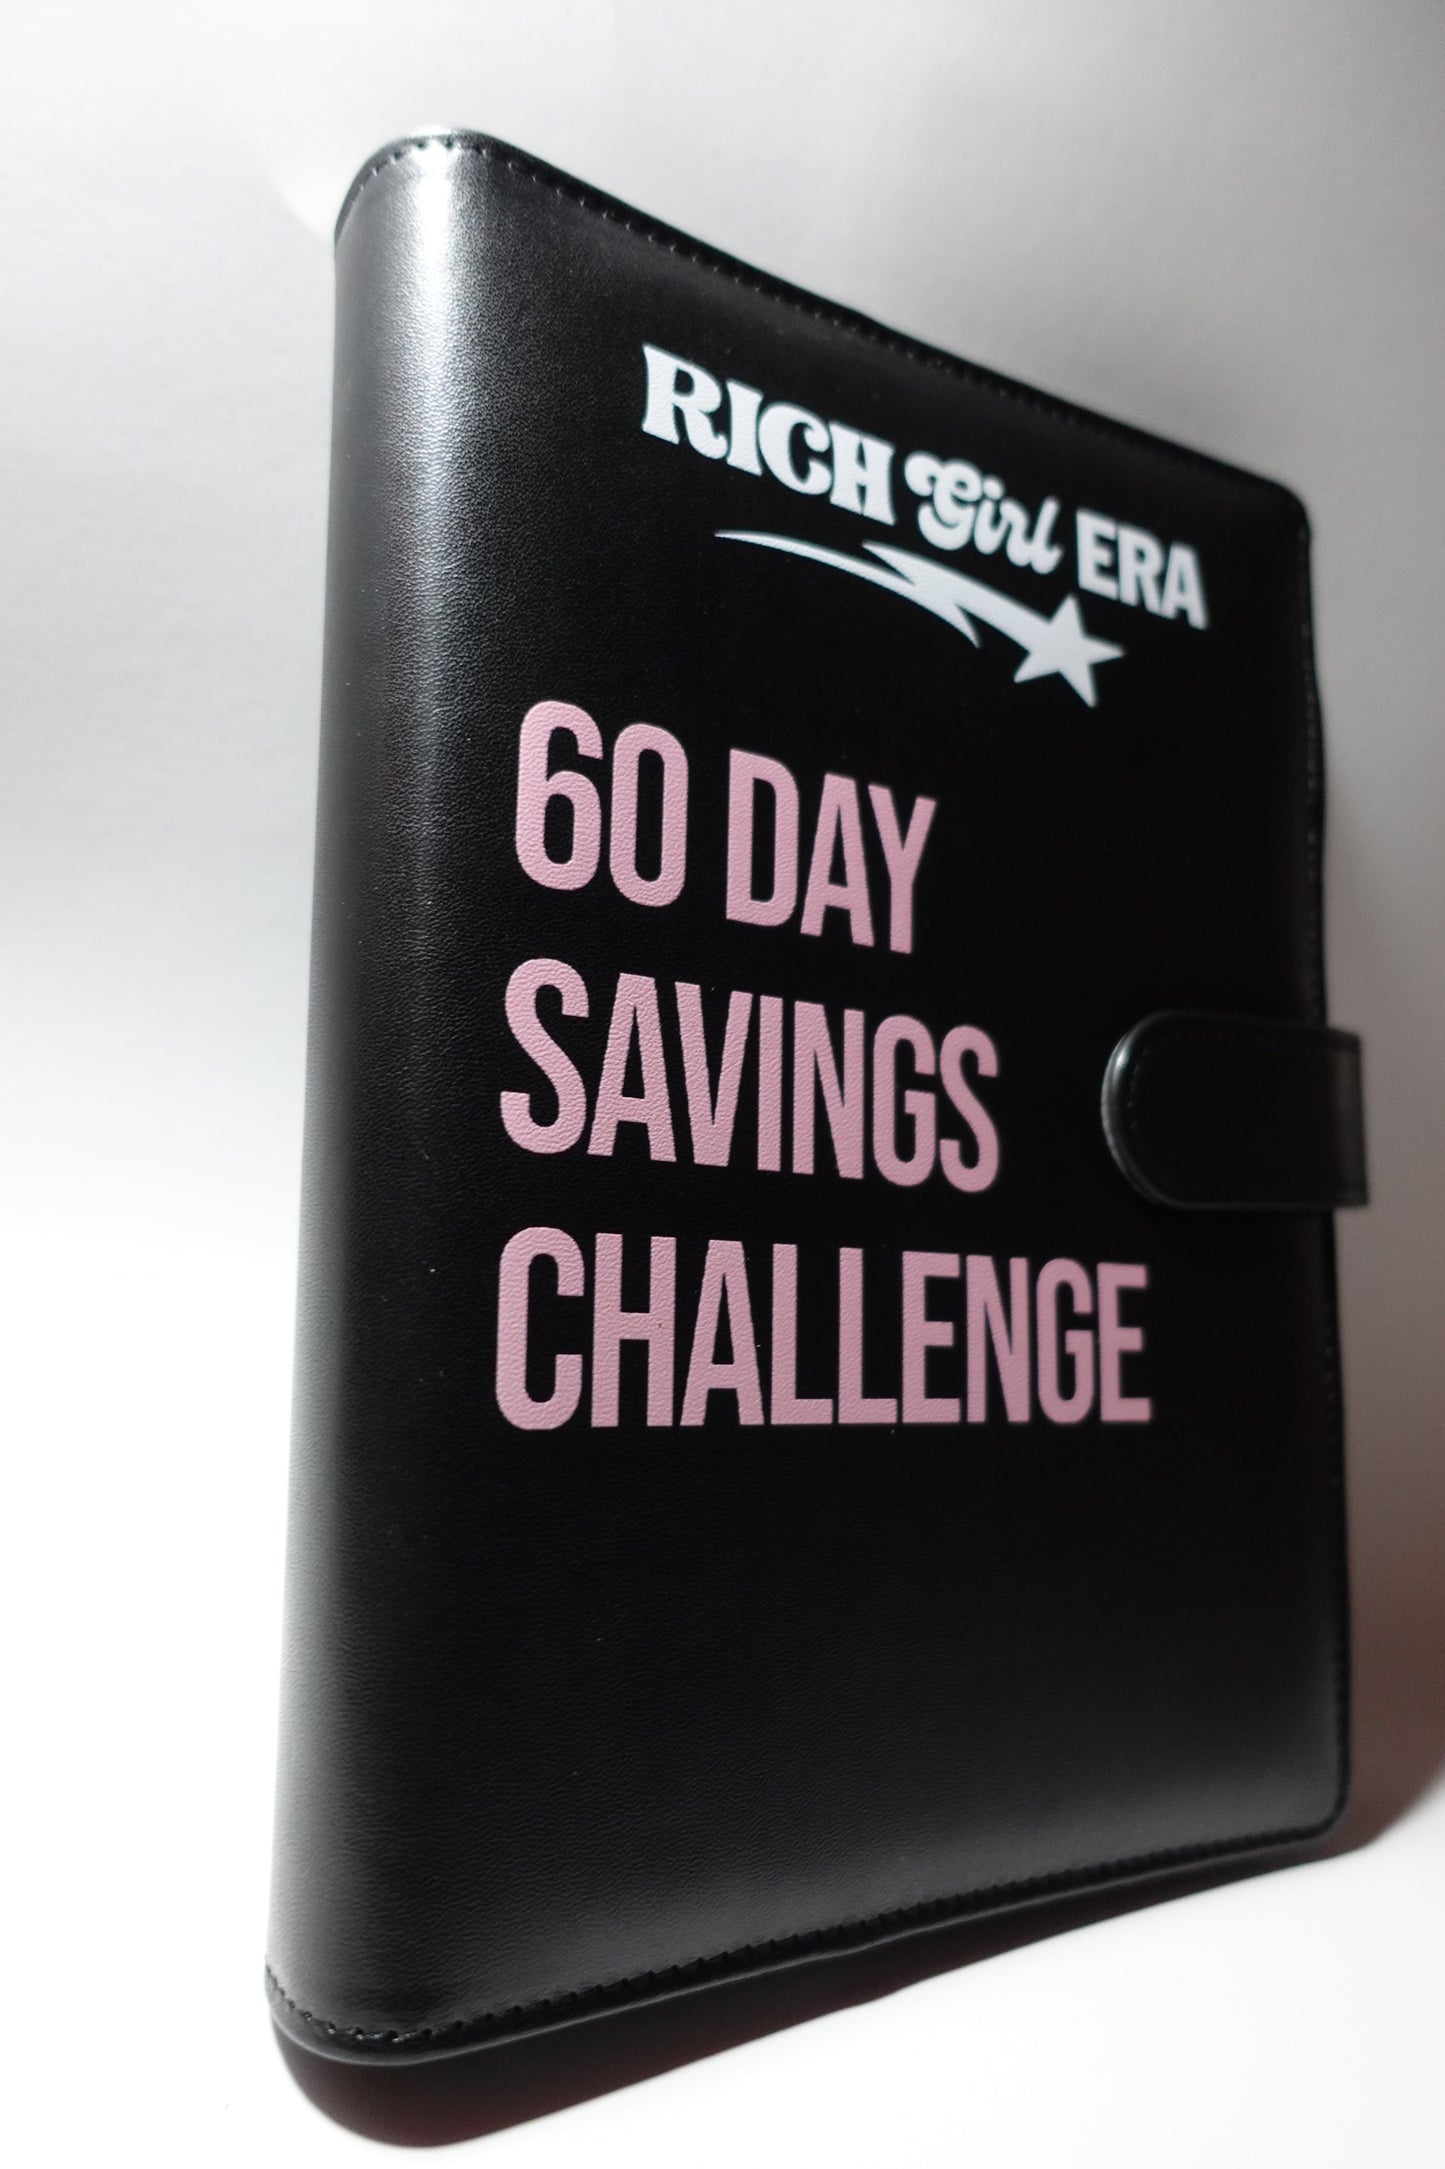 RICH Girl ERA
60 DAY
SAVINGS
CHALLENGE